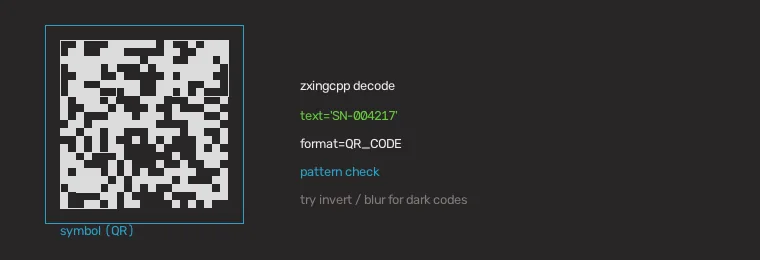 zxingcpp decode
text='SN-004217'
format=QR_CODE
pattern check
try invert / blur for dark codes
symbol (QR)